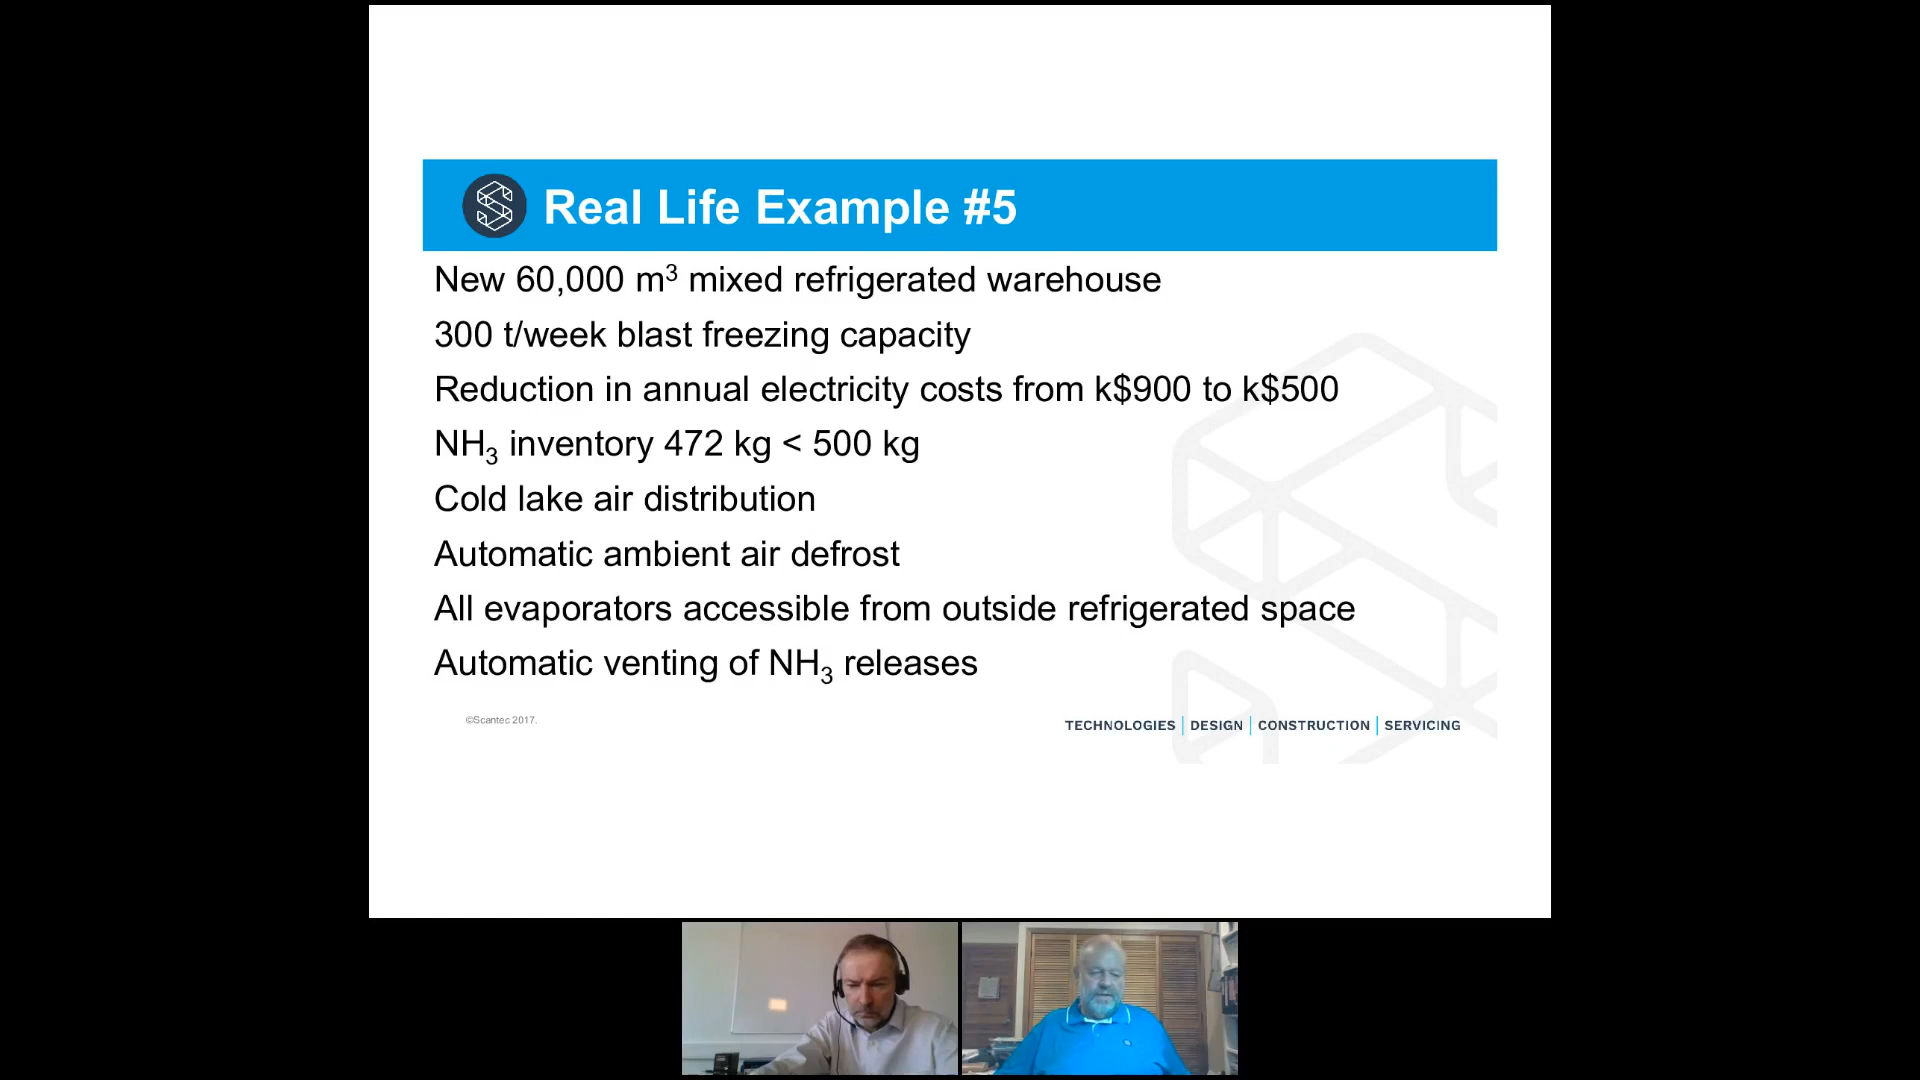 Real Life Example #5
New 60,000 m³ mixed refrigerated warehouse
300 t/week blast freezing capacity
Reduction in annual electricity costs from k$900 to k$500
NH₃ inventory 472 kg < 500 kg
Cold lake air distribution
Automatic ambient air defrost
All evaporators accessible from outside refrigerated space
Automatic venting of NH₃ releases
©Scantec 2017.
TECHNOLOGIES | DESIGN | CONSTRUCTION | SERVICING